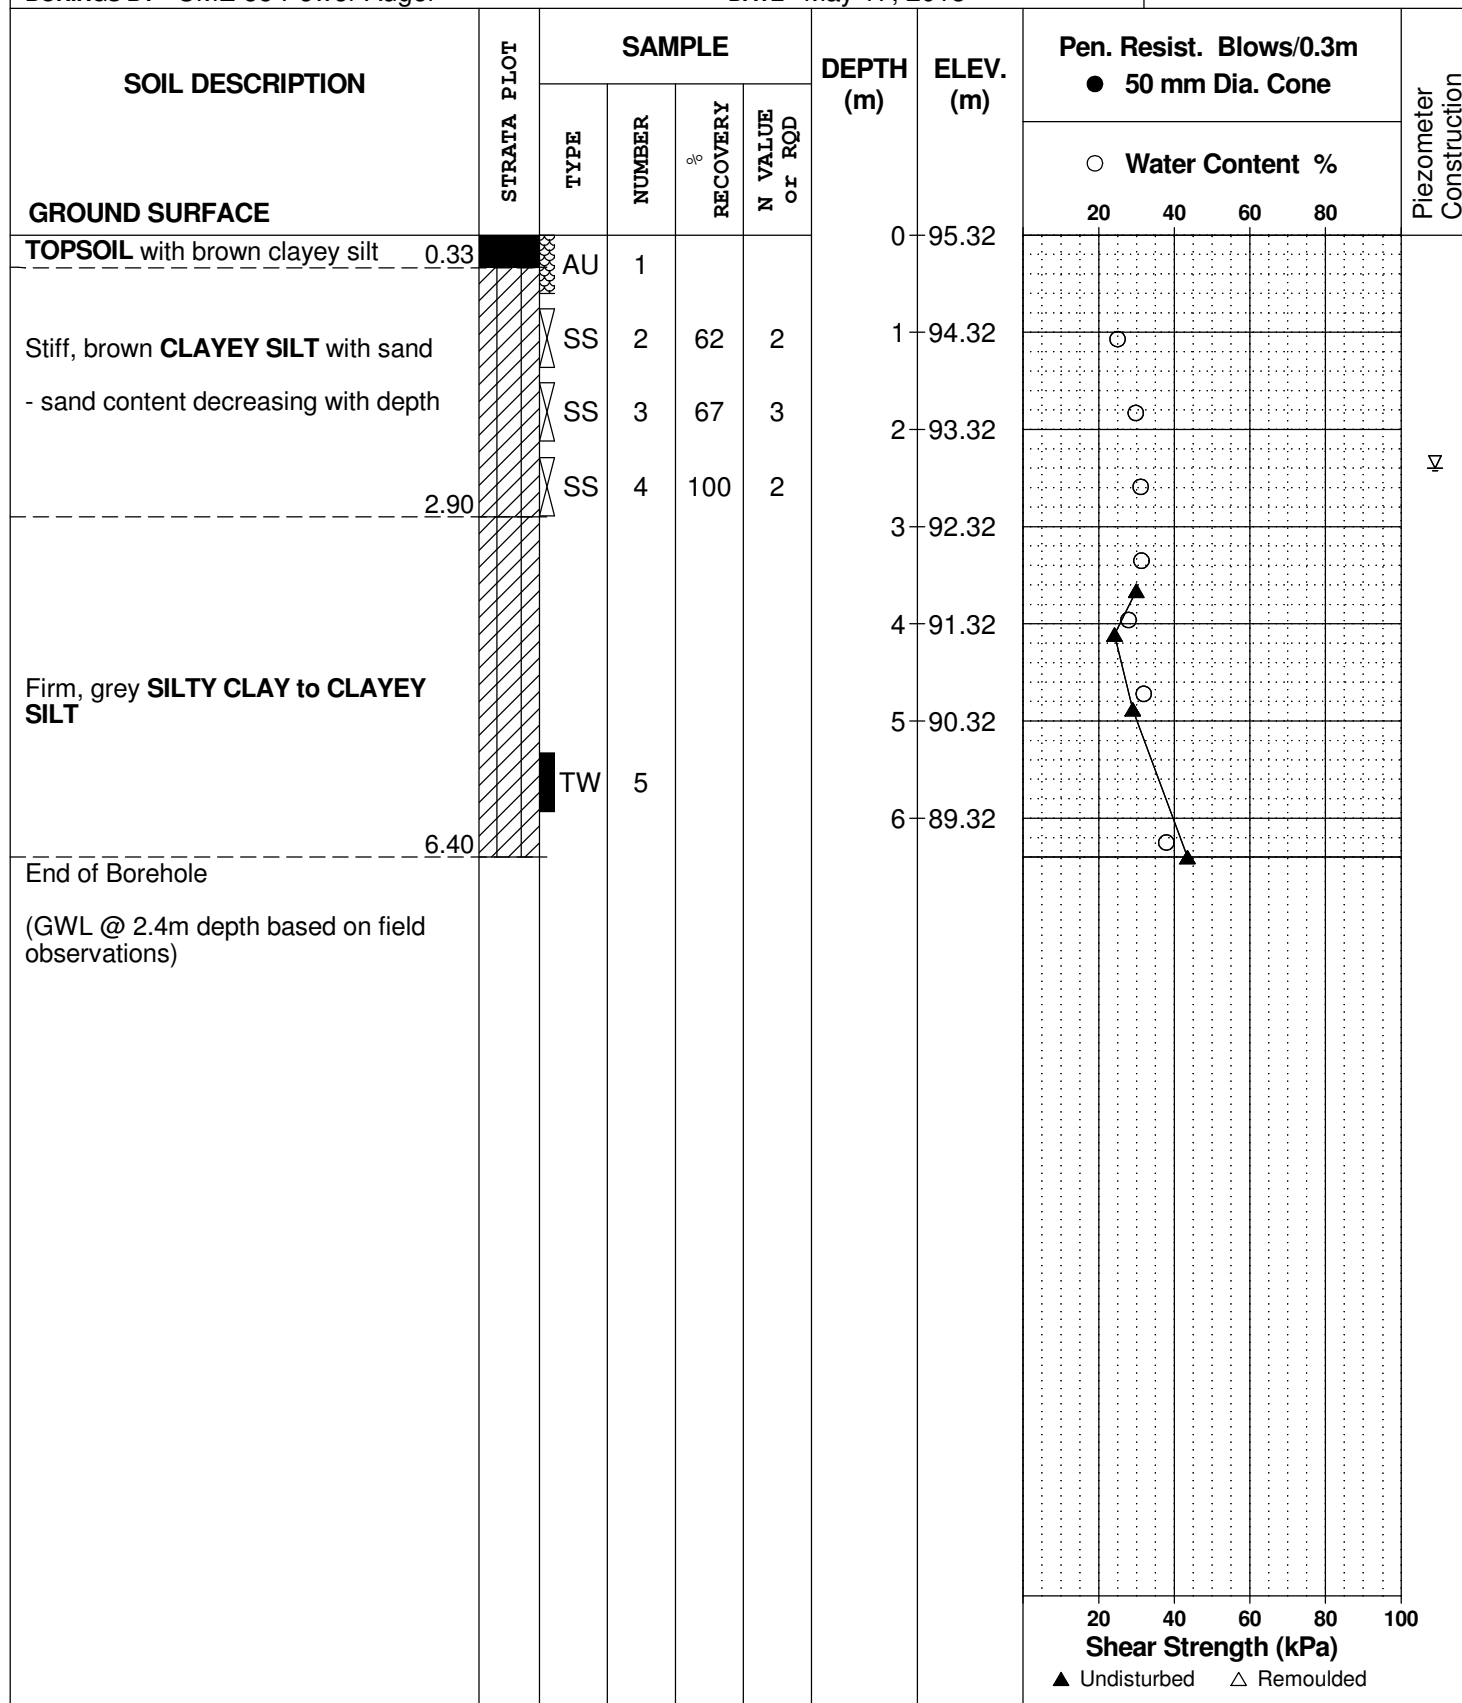 SOIL DESCRIPTION
GROUND SURFACE
STRATA PLOT
SAMPLE
TYPE
NUMBER
%
RECOVERY
N VALUE
or RQD
DEPTH
(m)
ELEV.
(m)
Pen. Resist. Blows/0.3m
● 50 mm Dia. Cone
○ Water Content %
20 40 60 80
Piezometer
Construction
TOPSOIL with brown clayey silt 0.33
AU 1
0 95.32
Stiff, brown CLAYEY SILT with sand
- sand content decreasing with depth
2.90
SS 2 62 2
SS 3 67 3
SS 4 100 2
1 94.32
2 93.32
3 92.32
Firm, grey SILTY CLAY to CLAYEY
SILT
6.40
TW 5
4 91.32
5 90.32
6 89.32
End of Borehole
(GWL @ 2.4m depth based on field
observations)
20 40 60 80 100
Shear Strength (kPa)
▲ Undisturbed △ Remoulded